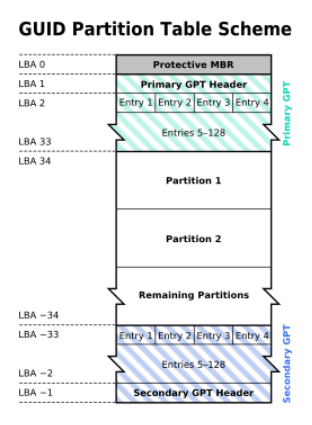 GUID Partition Table Scheme
LBA 0
Protective MBR
LBA 1
Primary GPT Header
LBA 2
Entry 1 Entry 2 Entry 3 Entry 4
Entries 5–128
LBA 33
Primary GPT
LBA 34
Partition 1
Partition 2
Remaining Partitions
LBA −34
LBA −33
Entry 1 Entry 2 Entry 3 Entry 4
Entries 5–128
LBA −2
LBA −1
Secondary GPT Header
Secondary GPT